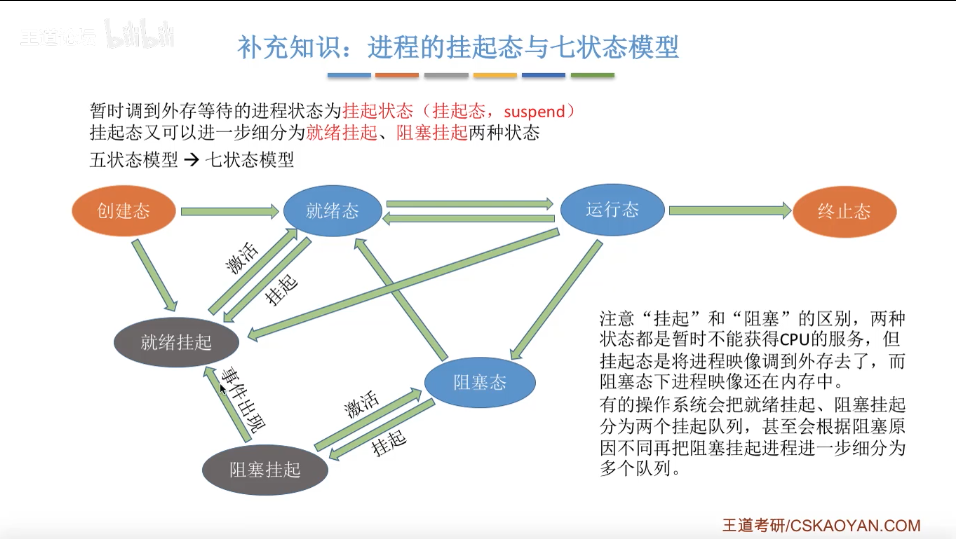 补充知识：进程的挂起态与七状态模型
暂时调到外存等待的进程状态为挂起状态（挂起态，suspend）
挂起态又可以进一步细分为就绪挂起、阻塞挂起两种状态
五状态模型→七状态模型
创建态
就绪态
运行态
终止态
激活
挂起
就绪挂起
事件出现
阻塞态
激活
挂起
阻塞挂起
注意“挂起”和“阻塞”的区别，两种
状态都是暂时不能获得CPU的服务，但
挂起态是将进程映像调到外存去了，而
阻塞态下进程映像还在内存中。
有的操作系统会把就绪挂起、阻塞挂起
分为两个挂起队列，甚至会根据阻塞原
因不同再把阻塞挂起进程进一步细分为
多个队列。
王道考研/CSKAOYAN.COM